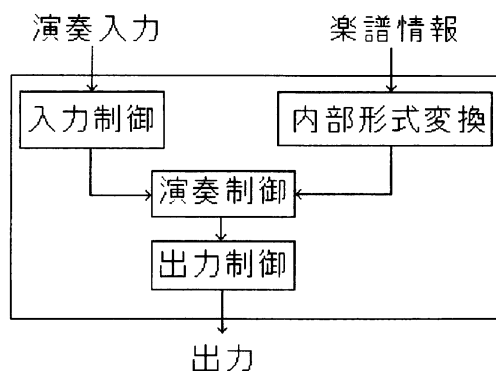 演奏入力
楽譜情報
入力制御
内部形式変換
演奏制御
出力制御
出力